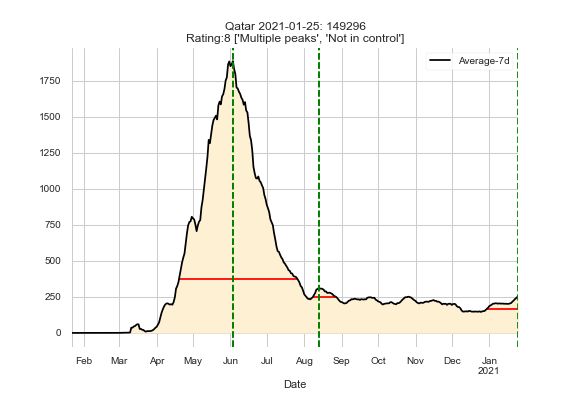 Qatar 2021-01-25: 149296
Rating:8 ['Multiple peaks', 'Not in control']
Average-7d
1750
1500
1250
1000
750
500
250
0
Feb Mar Apr May Jun Jul Aug Sep Oct Nov Dec Jan
2021
Date